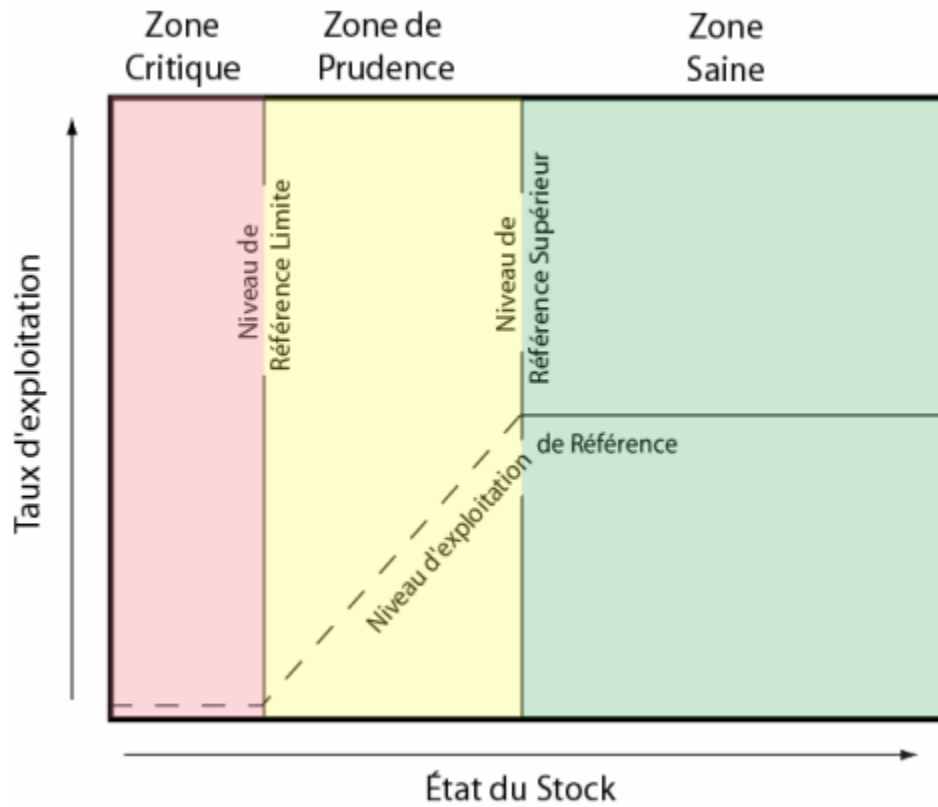 Zone
Critique
Zone de
Prudence
Zone
Saine
Taux d'exploitation
Niveau de
Référence Limite
Niveau de
Référence Supérieur
Niveau d'exploitation
de Référence
État du Stock